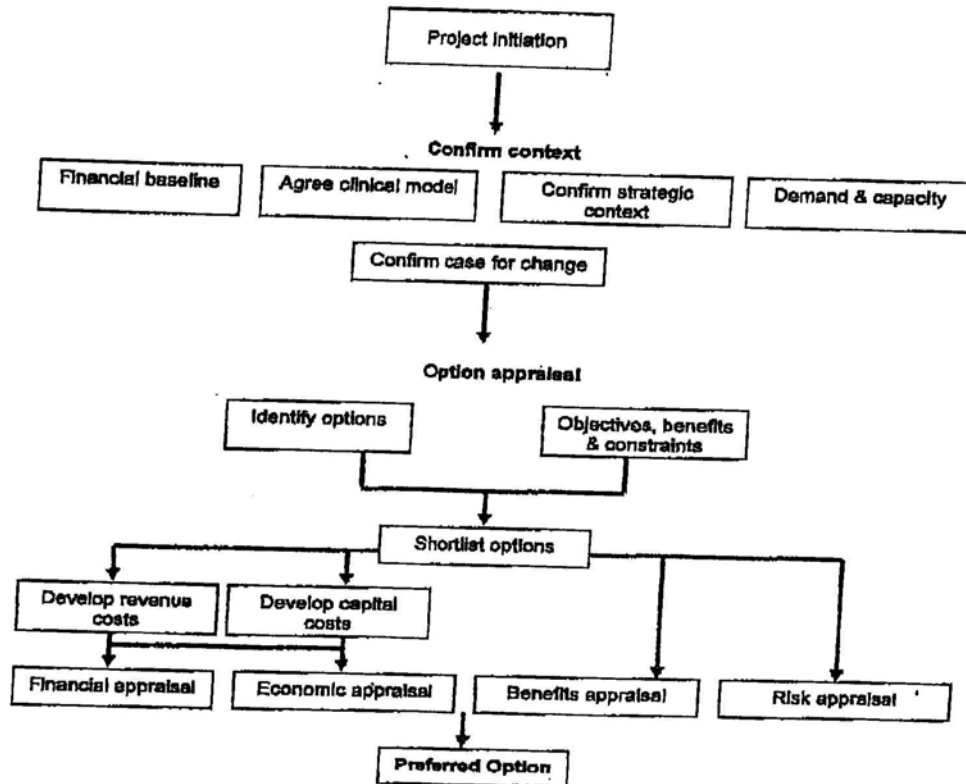 Project initiation
Confirm context
Financial baseline
Agree clinical model
Confirm strategic
context
Demand & capacity
Confirm case for change
Option appraisal
Identify options
Objectives, benefits
& constraints
Shortlist options
Develop revenue
costs
Develop capital
costs
Financial appraisal
Economic appraisal
Benefits appraisal
Risk appraisal
Preferred Option